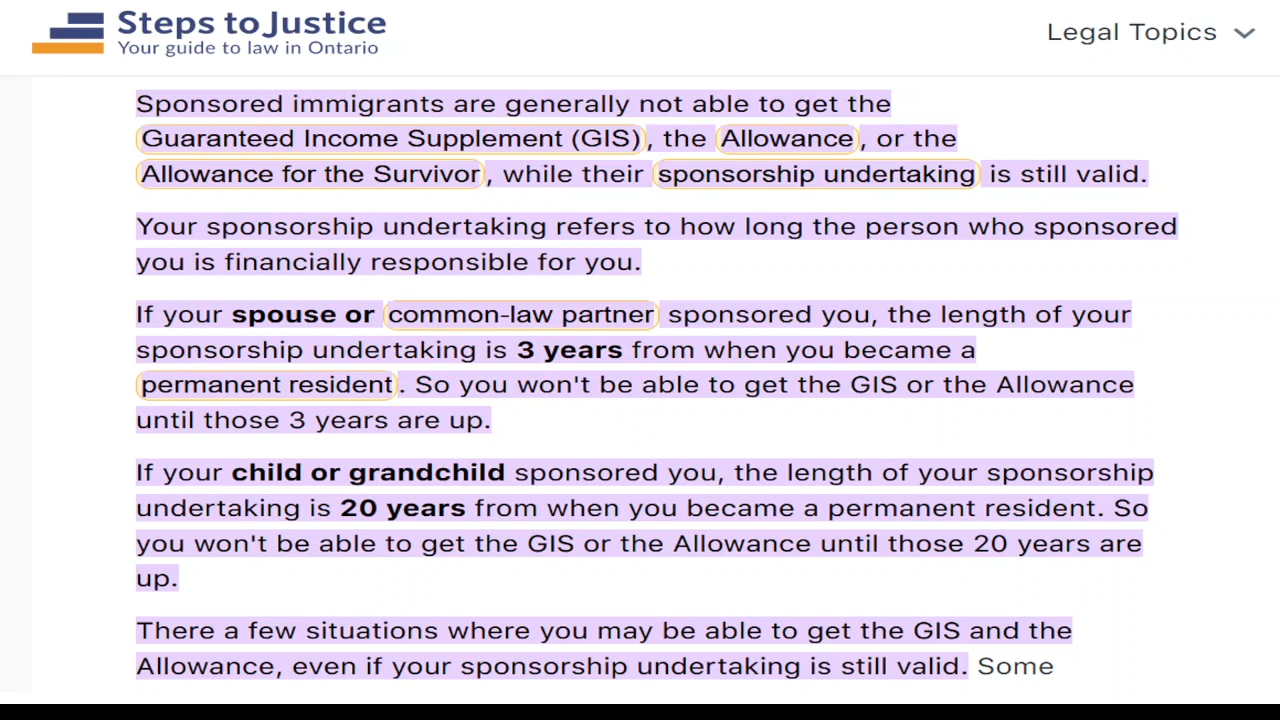 Steps to Justice
Your guide to law in Ontario
Legal Topics
Sponsored immigrants are generally not able to get the
Guaranteed Income Supplement (GIS), the Allowance, or the
Allowance for the Survivor, while their sponsorship undertaking is still valid.
Your sponsorship undertaking refers to how long the person who sponsored
you is financially responsible for you.
If your spouse or common-law partner sponsored you, the length of your
sponsorship undertaking is 3 years from when you became a
permanent resident. So you won't be able to get the GIS or the Allowance
until those 3 years are up.
If your child or grandchild sponsored you, the length of your sponsorship
undertaking is 20 years from when you became a permanent resident. So
you won't be able to get the GIS or the Allowance until those 20 years are
up.
There a few situations where you may be able to get the GIS and the
Allowance, even if your sponsorship undertaking is still valid. Some